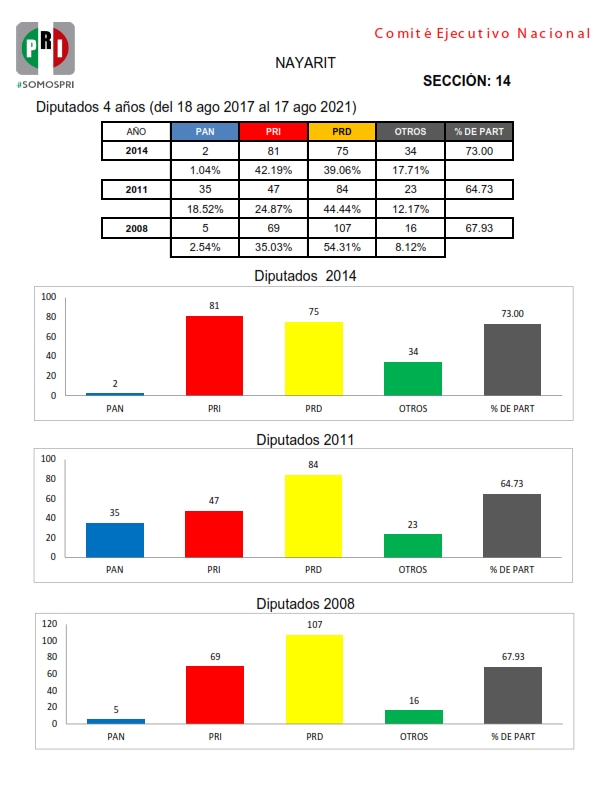 Comité Ejecutivo Nacional
PRI
#SOMOSPRI
NAYARIT
SECCIÓN: 14
Diputados 4 años (del 18 ago 2017 al 17 ago 2021)
AÑO PAN PRI PRD OTROS % DE PART
2014 2 81 75 34 73.00
1.04% 42.19% 39.06% 17.71%
2011 35 47 84 23 64.73
18.52% 24.87% 44.44% 12.17%
2008 5 69 107 16 67.93
2.54% 35.03% 54.31% 8.12%
Diputados 2014
100
80
60
40
20
0
2 81 75 34 73.00
PAN PRI PRD OTROS % DE PART
Diputados 2011
100
80
60
40
20
0
35 47 84 23 64.73
PAN PRI PRD OTROS % DE PART
Diputados 2008
120
100
80
60
40
20
0
5 69 107 16 67.93
PAN PRI PRD OTROS % DE PART